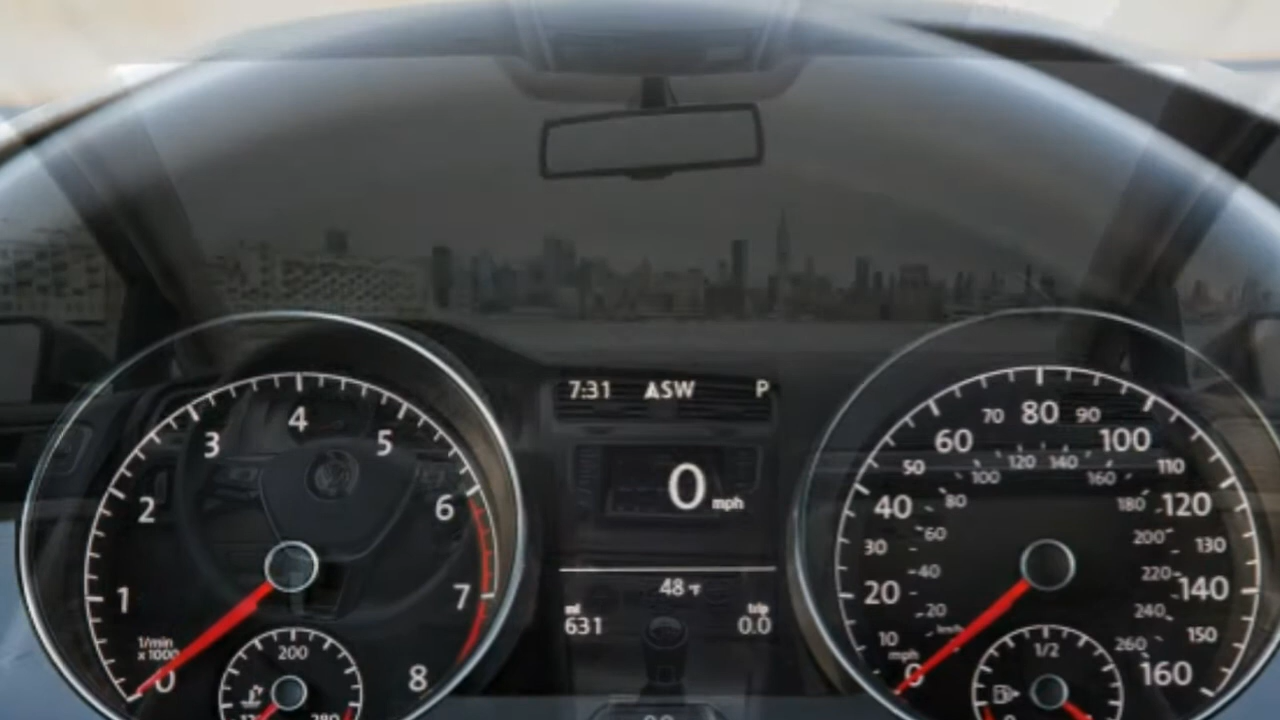 7:31 ASW P
0 mph
48 °F
mi trip
631 0.0
0 1 2 3 4 5 6 7 8
1/min
x 1000
200
0 10 20 30 40 50 60 70 80 90 100 110 120 130 140 150 160
mph
km/h
20 40 60 80 100 120 140 160 180 200 220 240 260
1/2